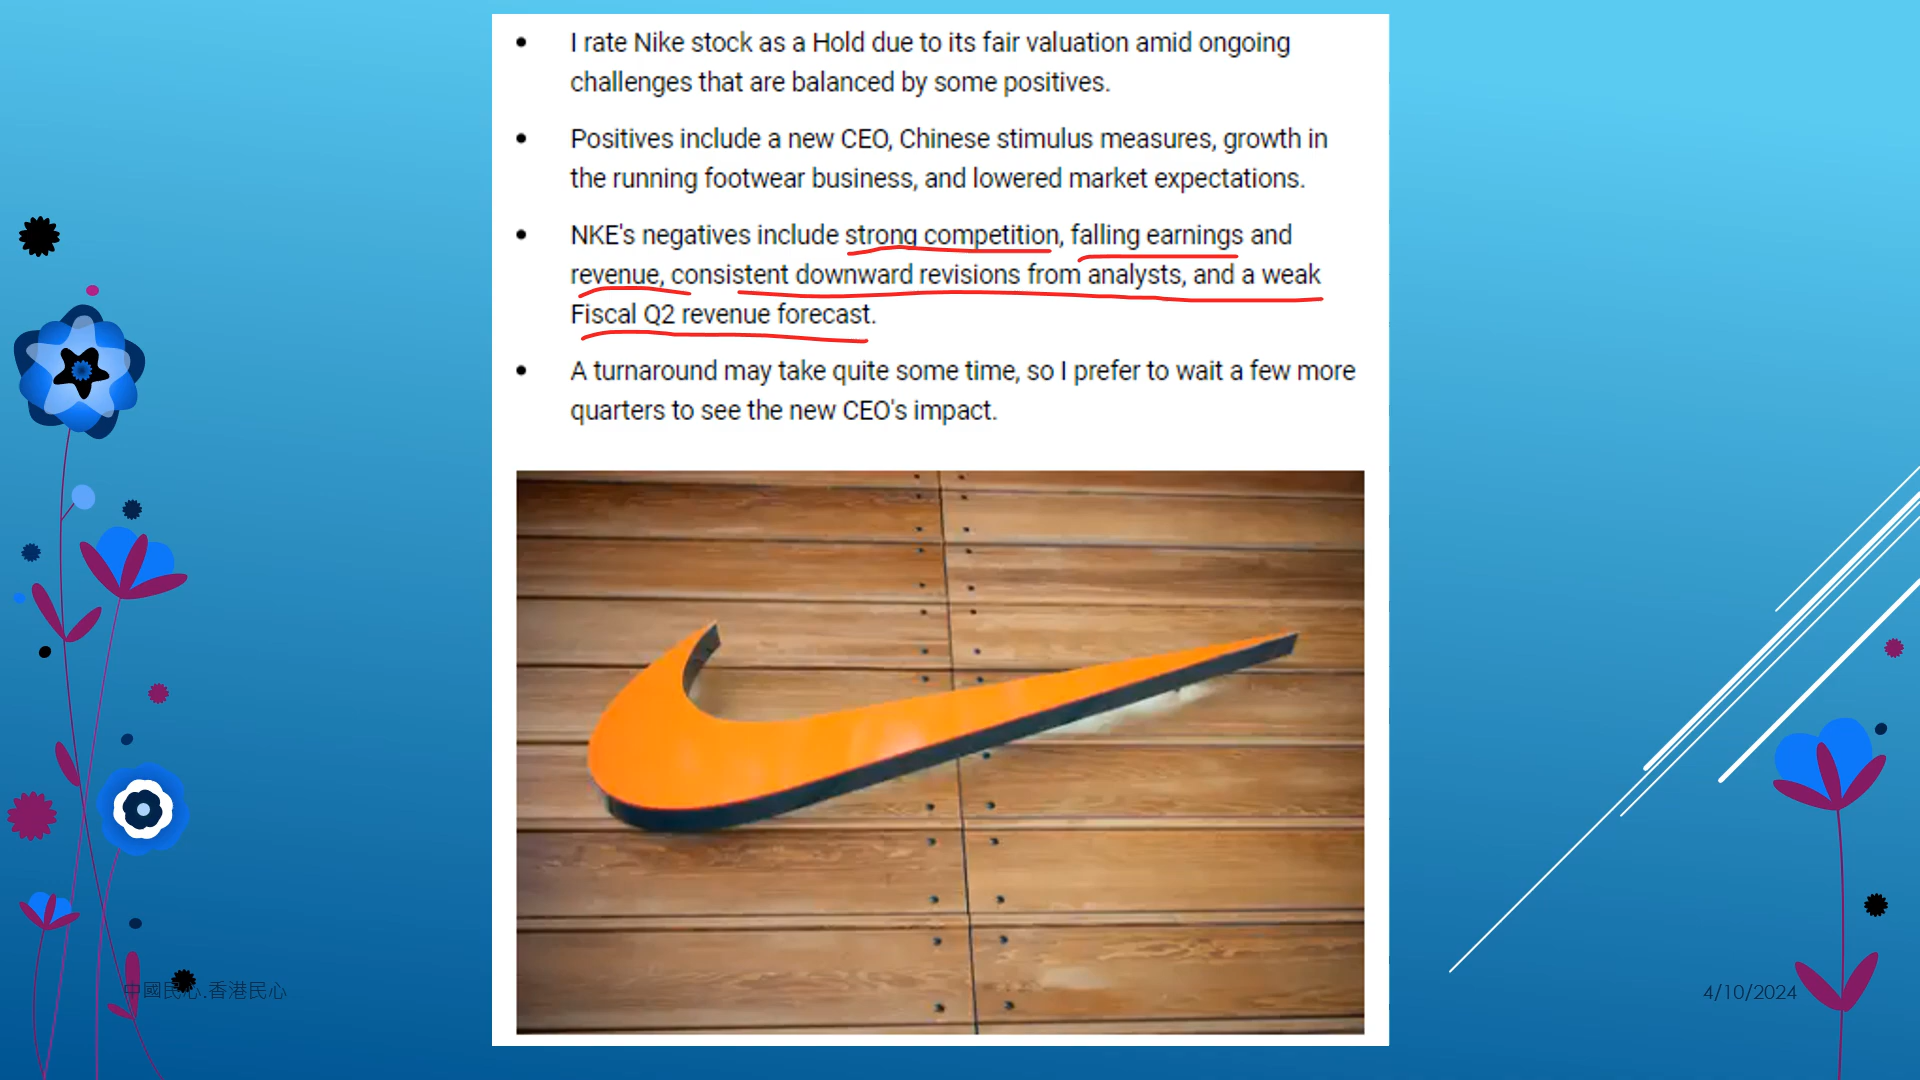 • I rate Nike stock as a Hold due to its fair valuation amid ongoing
challenges that are balanced by some positives.
• Positives include a new CEO, Chinese stimulus measures, growth in
the running footwear business, and lowered market expectations.
• NKE's negatives include strong competition, falling earnings and
revenue, consistent downward revisions from analysts, and a weak
Fiscal Q2 revenue forecast.
• A turnaround may take quite some time, so I prefer to wait a few more
quarters to see the new CEO's impact.
中國民心.香港民心
4/10/2024